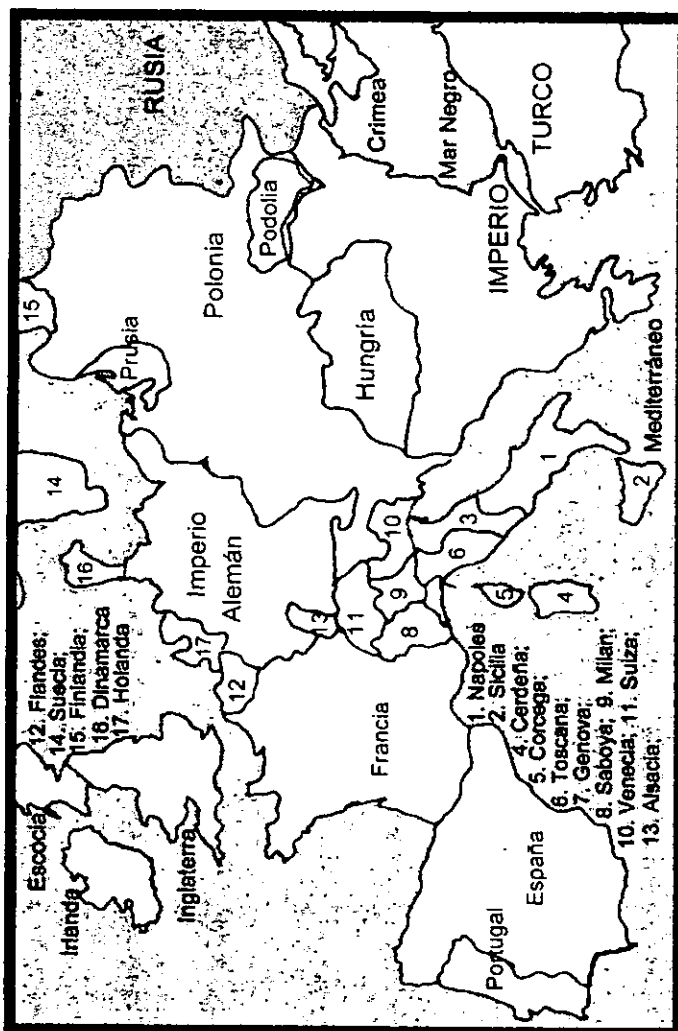 Escocia
Irlanda
Inglaterra
12. Flandes;
14. Suecia;
15. Finlandia;
16. Dinamarca
17. Holanda
14
15
16
17
12
13
RUSIA
Prusia
Polonia
Podolia
Imperio
Alemán
Hungría
Crimea
Mar Negro
IMPERIO
TURCO
Francia
11
10
9
8
6
3
1
5
4
2
Mediterráneo
Portugal
España
1. Napoles
2. Sicilia
4. Cerdeña;
5. Corcega;
6. Toscana;
7. Genova;
8. Saboya; 9. Milan;
10. Venecia; 11. Suiza;
13. Alsacia;